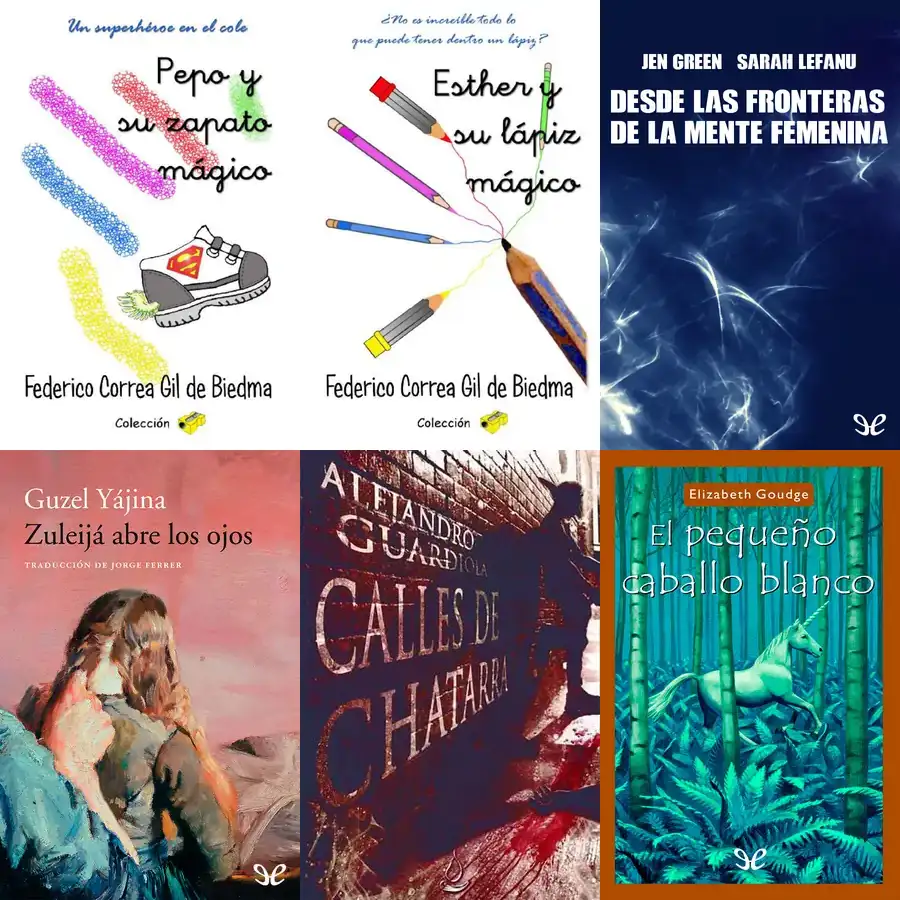 Un superhéroe en el cole
Pepo y
su zapato
mágico
Federico Correa Gil de Biedma
Colección
¿No es increíble todo lo
que puede tener dentro un lápiz?
Esther y
su lápiz
mágico
Federico Correa Gil de Biedma
Colección
JEN GREEN SARAH LEFANU
DESDE LAS FRONTERAS
DE LA MENTE FEMENINA
Guzel Yájina
Zuleijá abre los ojos
TRADUCCIÓN DE JORGE FERRER
ALEJANDRO
GUARDIOLA
CALLES DE
CHATARRA
Elizabeth Goudge
El pequeño
caballo blanco